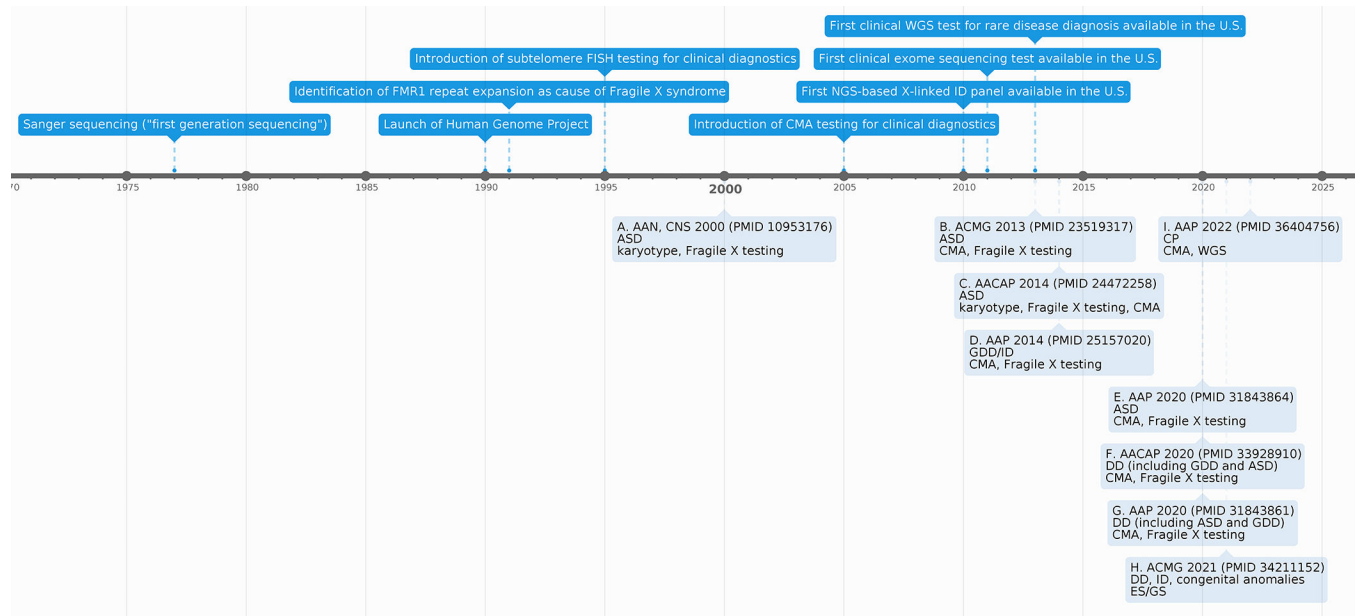 First clinical WGS test for rare disease diagnosis available in the U.S.
Introduction of subtelomere FISH testing for clinical diagnostics
First clinical exome sequencing test available in the U.S.
Identification of FMR1 repeat expansion as cause of Fragile X syndrome
First NGS-based X-linked ID panel available in the U.S.
Sanger sequencing ("first generation sequencing")
Launch of Human Genome Project
Introduction of CMA testing for clinical diagnostics
70 1975 1980 1985 1990 1995 2000 2005 2010 2015 2020 2025
A. AAN, CNS 2000 (PMID 10953176)
ASD
karyotype, Fragile X testing
B. ACMG 2013 (PMID 23519317)
ASD
CMA, Fragile X testing
I. AAP 2022 (PMID 36404756)
CP
CMA, WGS
C. AACAP 2014 (PMID 24472258)
ASD
karyotype, Fragile X testing, CMA
D. AAP 2014 (PMID 25157020)
GDD/ID
CMA, Fragile X testing
E. AAP 2020 (PMID 31843864)
ASD
CMA, Fragile X testing
F. AACAP 2020 (PMID 33928910)
DD (including GDD and ASD)
CMA, Fragile X testing
G. AAP 2020 (PMID 31843861)
DD (including ASD and GDD)
CMA, Fragile X testing
H. ACMG 2021 (PMID 34211152)
DD, ID, congenital anomalies
ES/GS